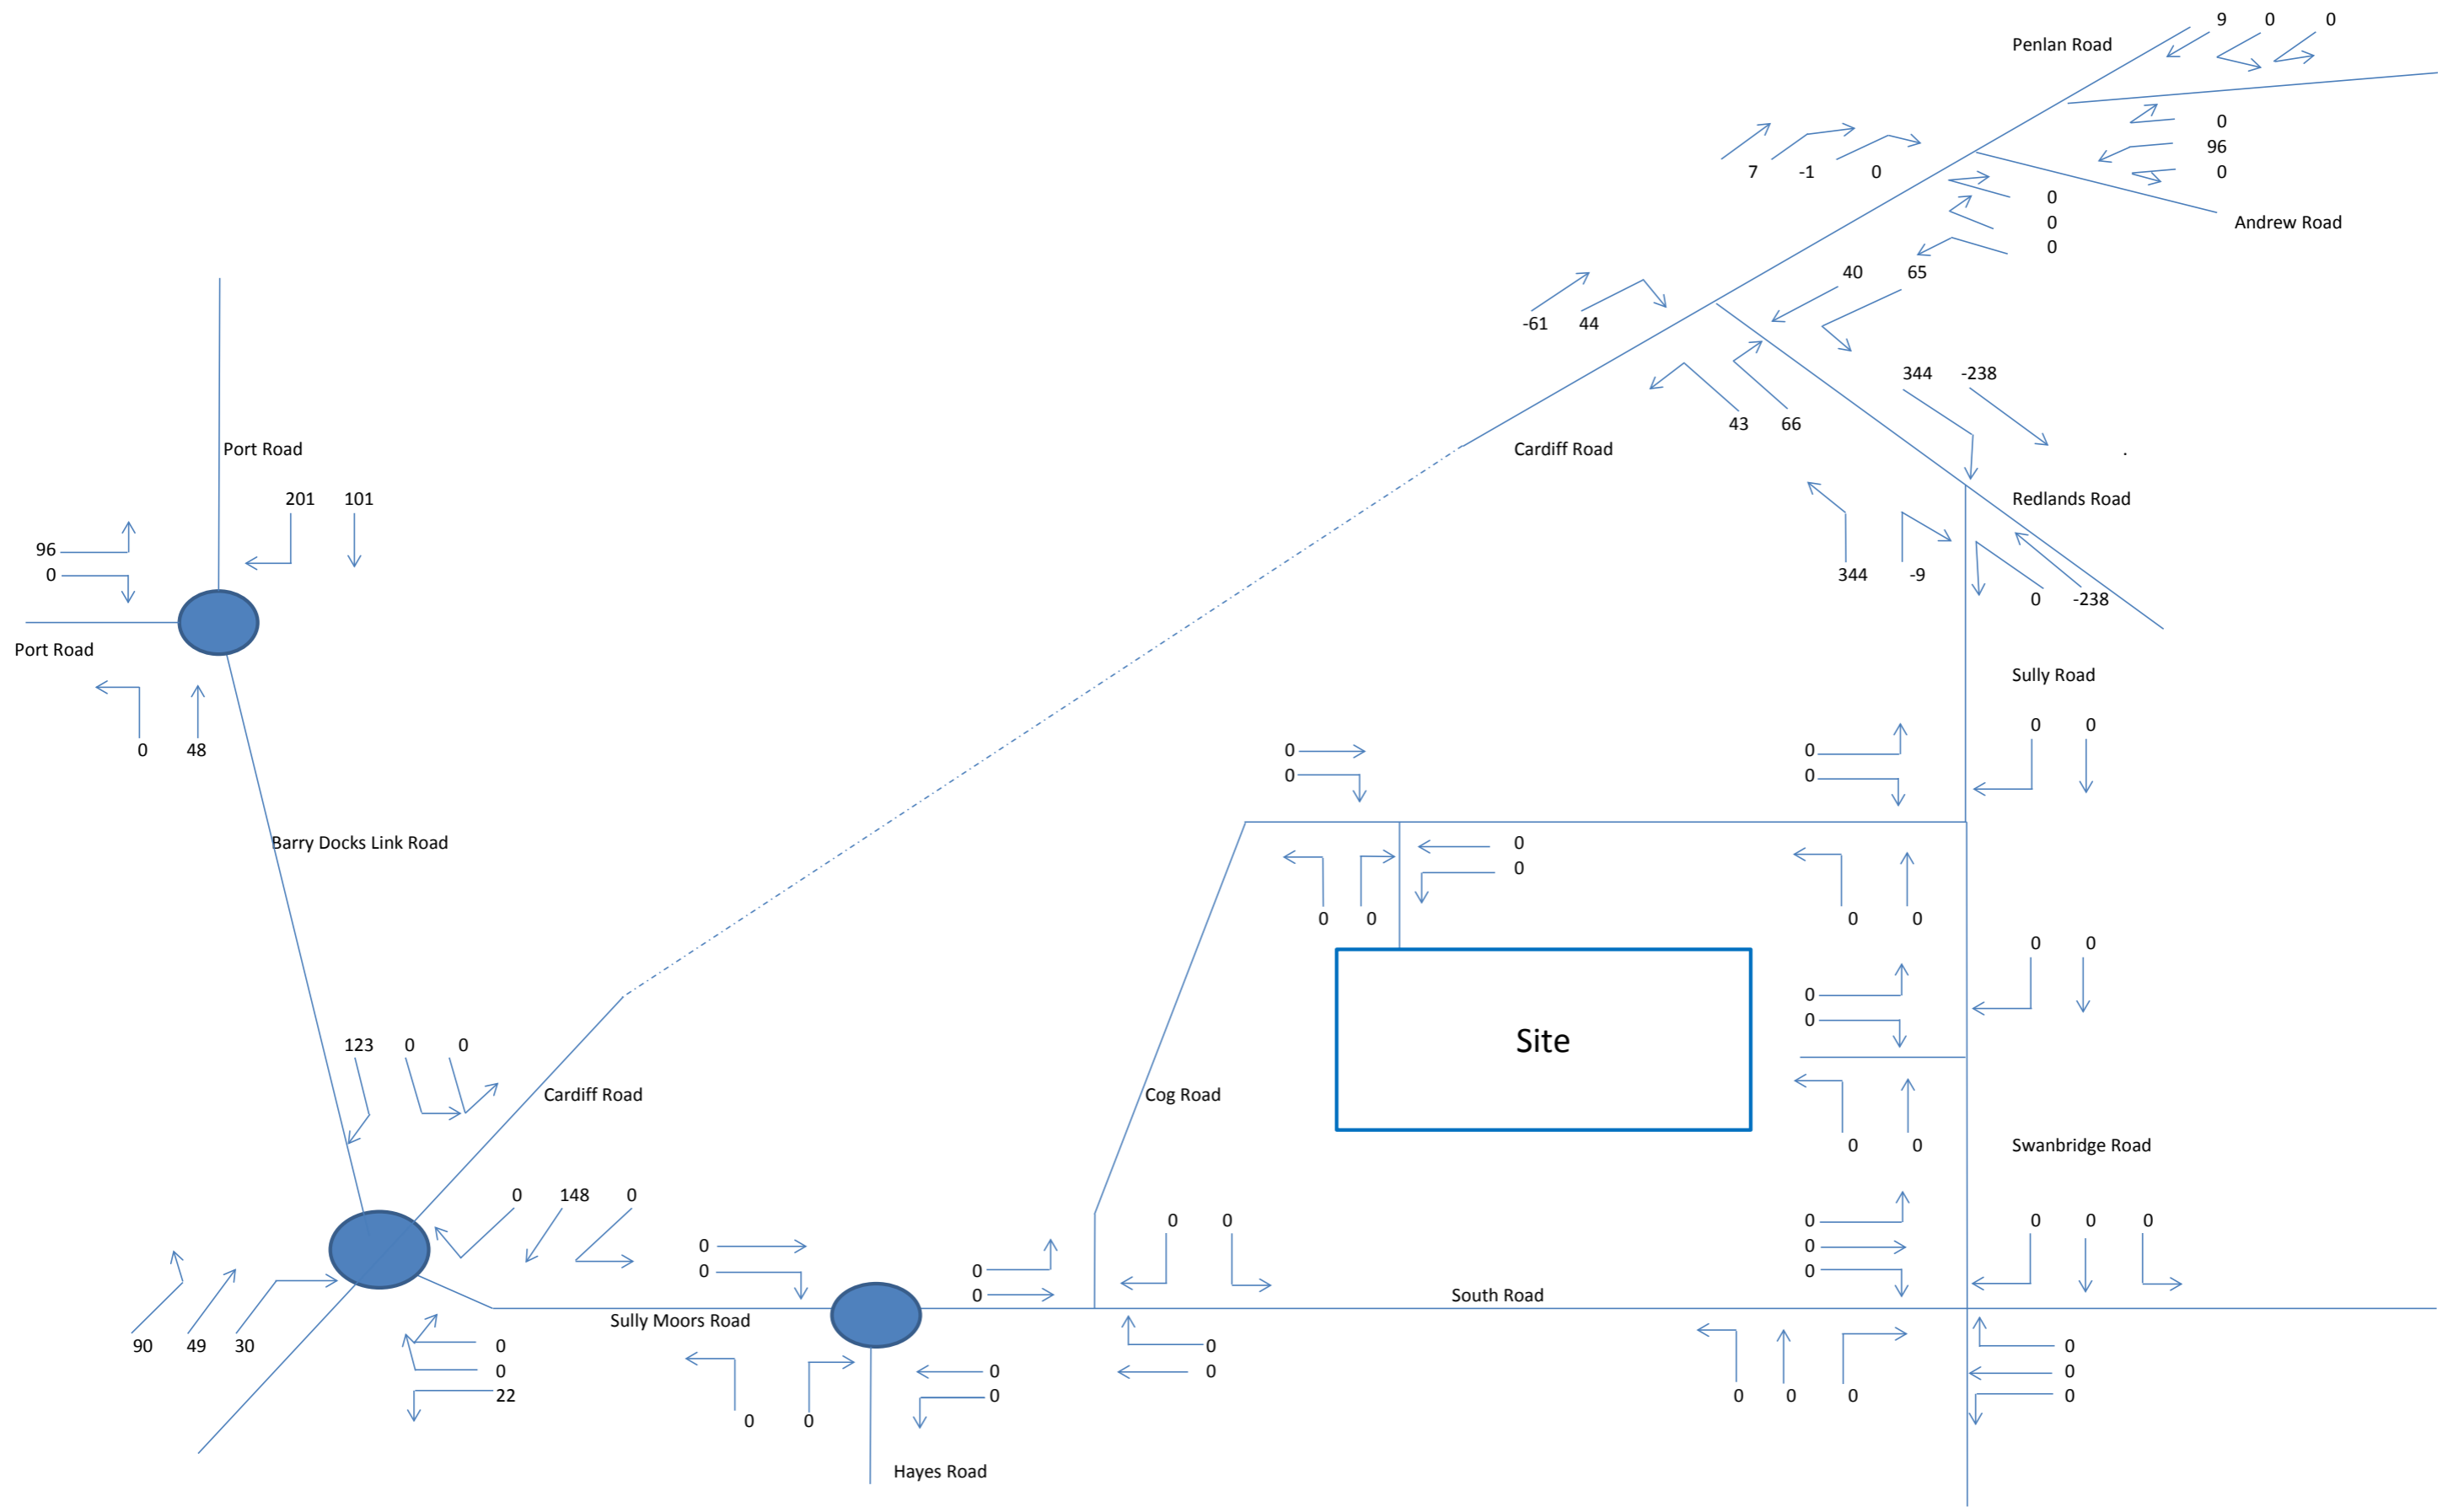 9 0 0
Penlan Road
0
7 -1 0
96
0
0
0
Andrew Road
0
40 65
-61 44
344 -238
43 66
Port Road
Cardiff Road
.
201 101
Redlands Road
96
0
344 -9
0 -238
Port Road
Sully Road
0 0
0 48
0
0
0
0
Barry Docks Link Road
0
0
0 0
0 0
0 0
0
0
Site
123 0 0
Cardiff Road
Cog Road
0 0
Swanbridge Road
0 148 0
0
0
0
0
0 0
0
0
0
0 0 0
South Road
Sully Moors Road
90 49 30
0
0
22
0 0
0
0
0
0
0 0 0
0
0
0
Hayes Road